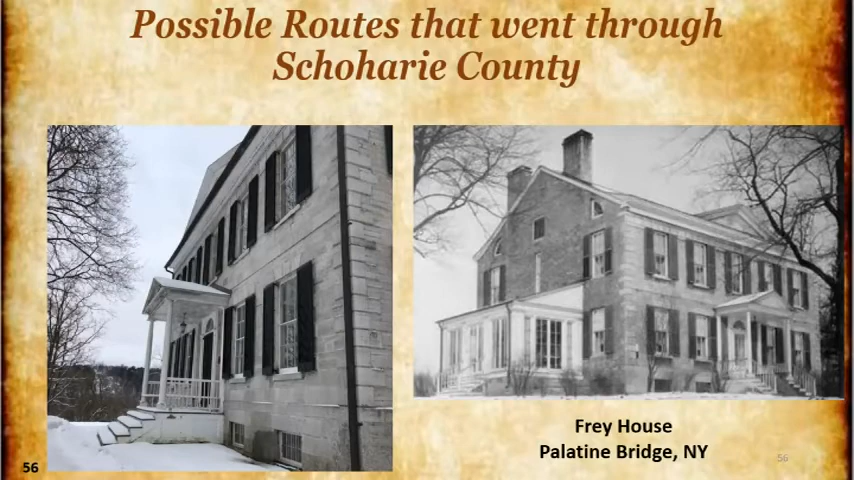 Possible Routes that went through
Schoharie County
Frey House
Palatine Bridge, NY
56
56